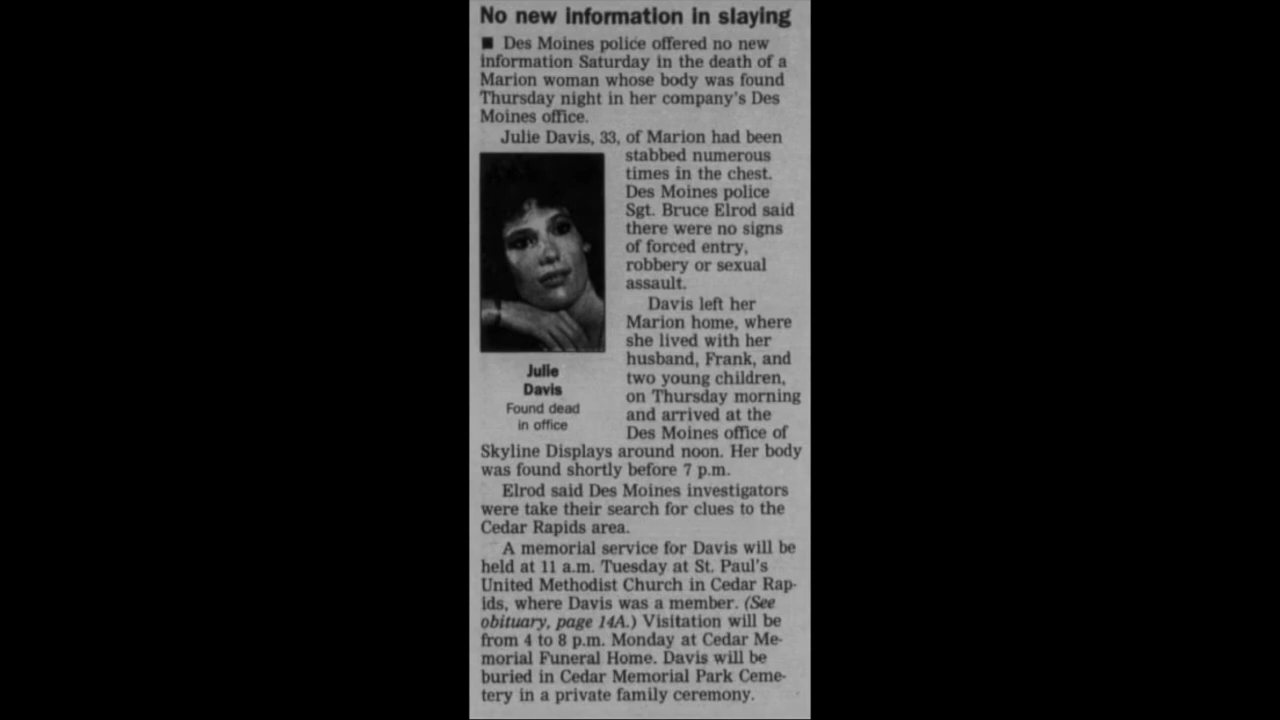 No new information in slaying
■ Des Moines police offered no new
information Saturday in the death of a
Marion woman whose body was found
Thursday night in her company's Des
Moines office.
Julie Davis, 33, of Marion had been
stabbed numerous
times in the chest.
Des Moines police
Sgt. Bruce Elrod said
there were no signs
of forced entry,
robbery or sexual
assault.
Davis left her
Marion home, where
she lived with her
husband, Frank, and
two young children,
on Thursday morning
and arrived at the
Des Moines office of
Julie
Davis
Found dead
in office
Skyline Displays around noon. Her body
was found shortly before 7 p.m.
Elrod said Des Moines investigators
were take their search for clues to the
Cedar Rapids area.
A memorial service for Davis will be
held at 11 a.m. Tuesday at St. Paul's
United Methodist Church in Cedar Rap-
ids, where Davis was a member. (See
obituary, page 14A.) Visitation will be
from 4 to 8 p.m. Monday at Cedar Me-
morial Funeral Home. Davis will be
buried in Cedar Memorial Park Ceme-
tery in a private family ceremony.